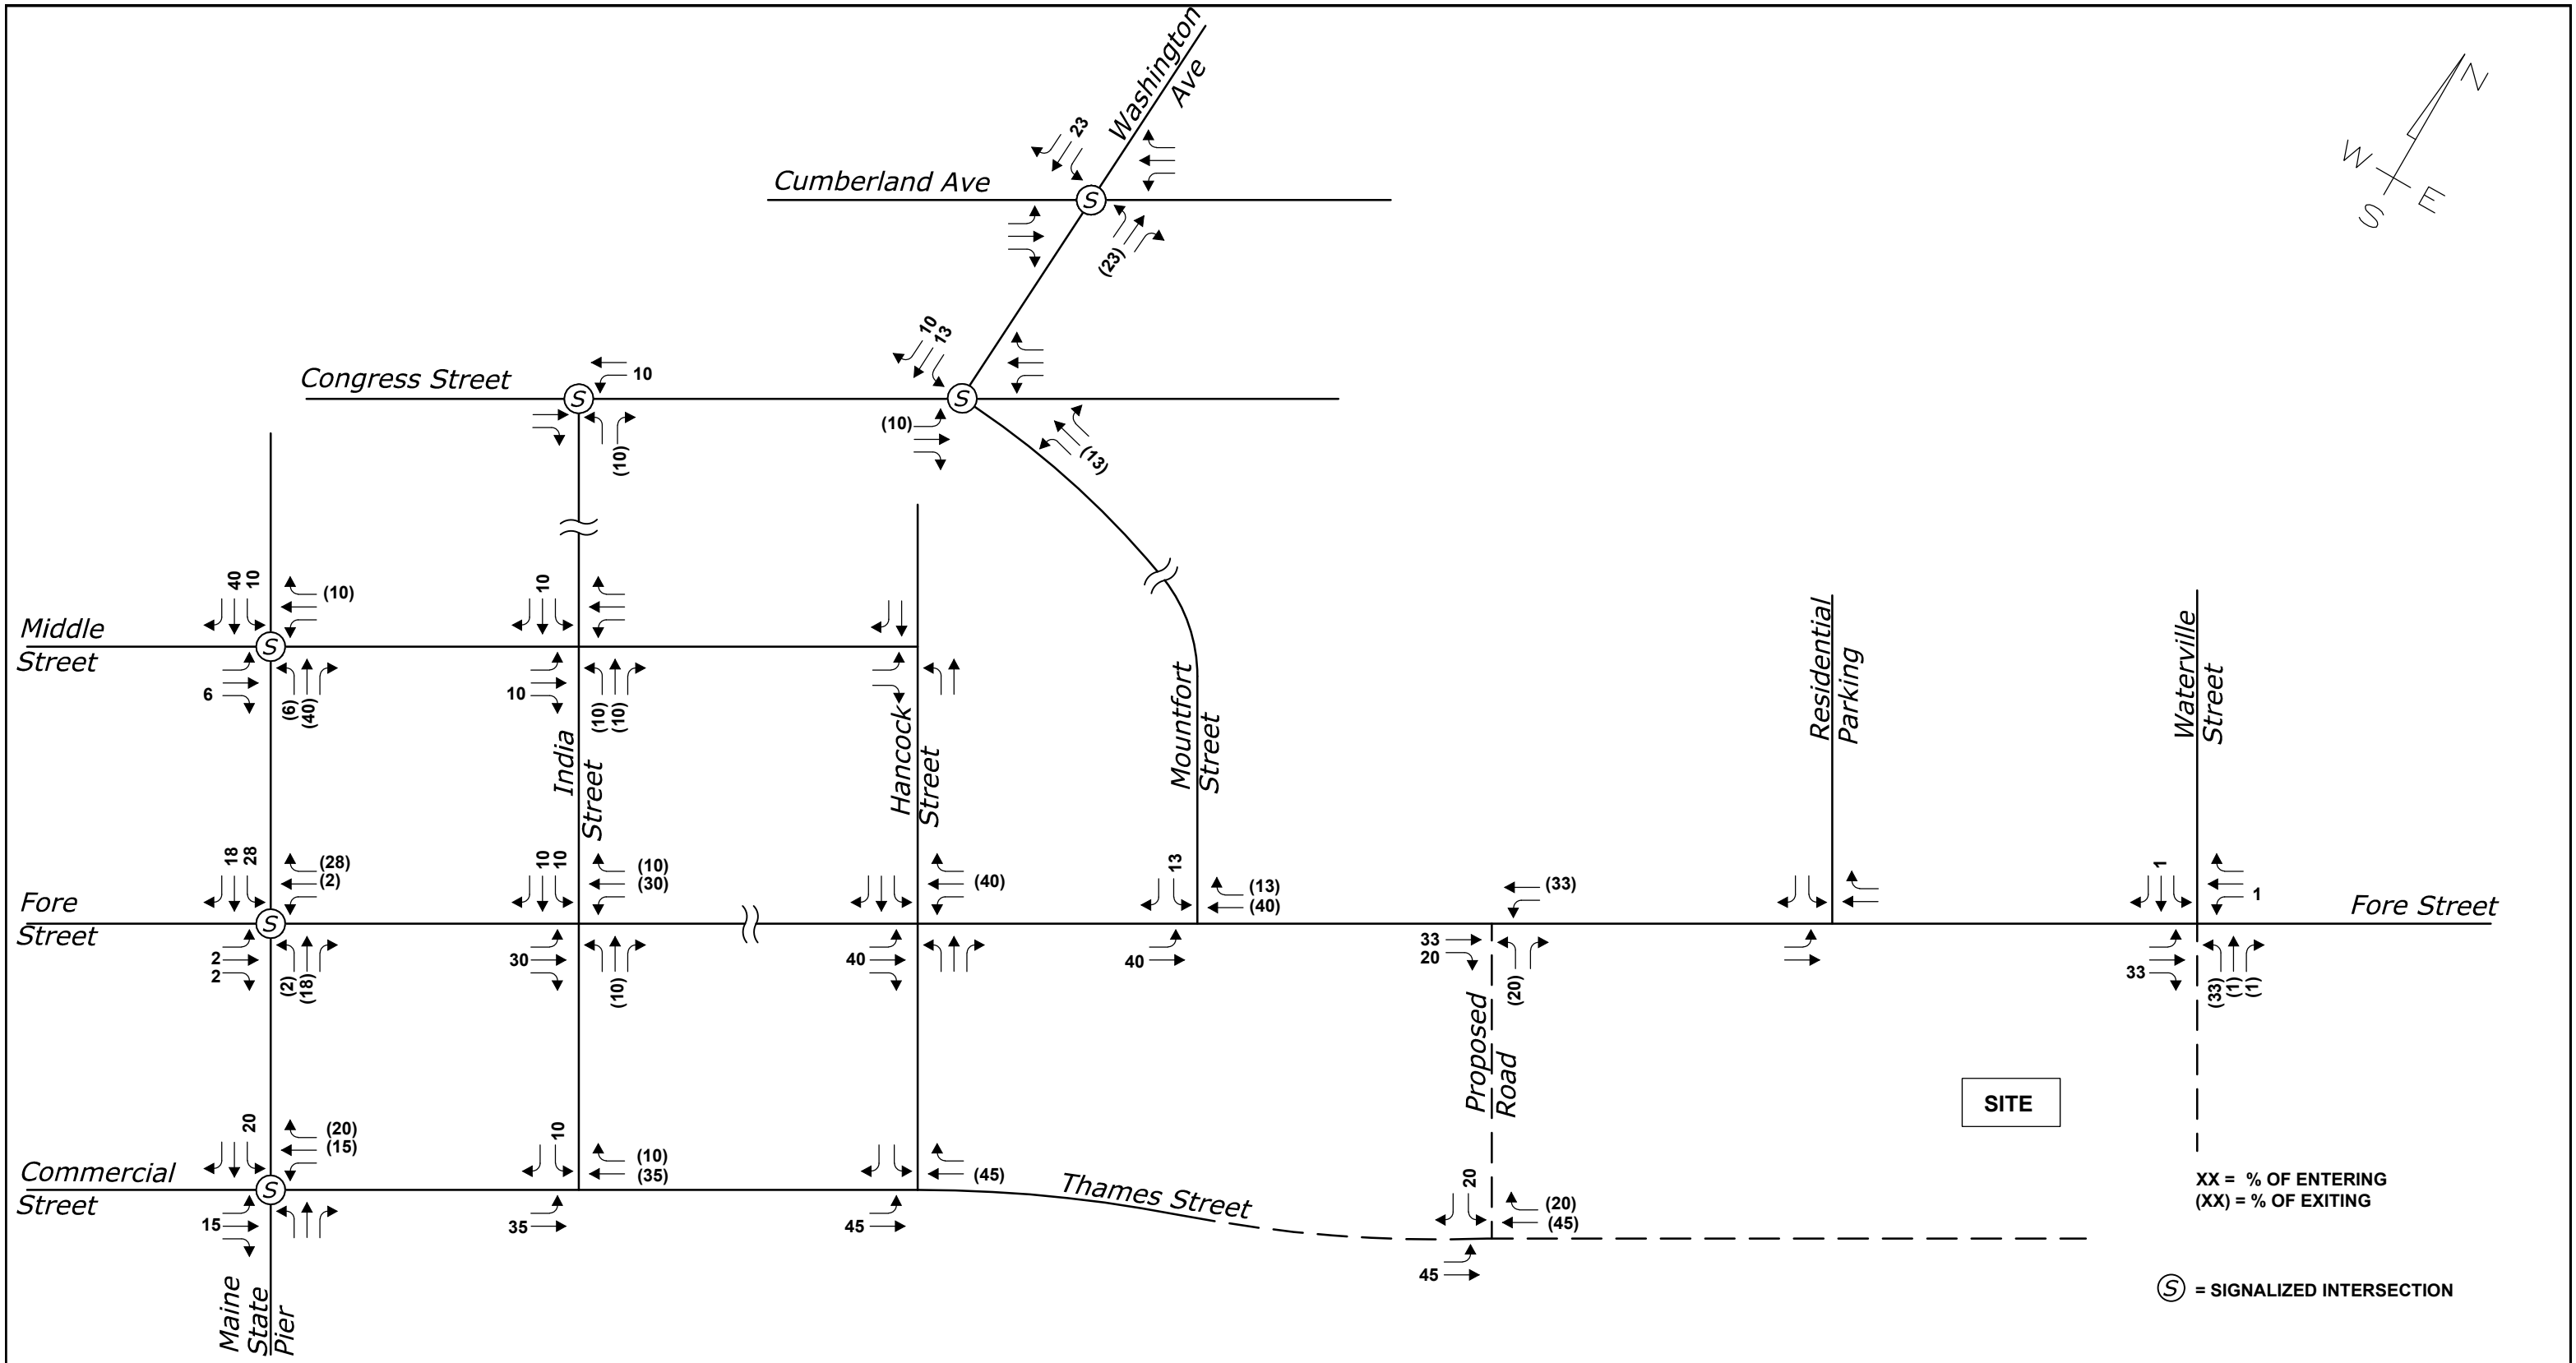 Washington
Ave
N
W
E
S
23
Cumberland Ave
S
(23)
10
13
Congress Street
10
S
S
(10)
(10)
(13)
40
10
(10)
10
Middle
Street
S
6
(6)
(40)
10
(10)
(10)
India
Street
Hancock
Street
Mountfort
Street
Residential
Parking
Waterville
Street
18
28
(28)
(2)
10
10
(10)
(30)
(40)
13
(13)
(40)
(33)
1
1
Fore
Street
S
Fore Street
2
2
(2)
(18)
30
(10)
40
40
33
20
(20)
33
(33)
(1)
(1)
Proposed
Road
SITE
20
(20)
(15)
10
(10)
(35)
(45)
Commercial
Street
S
Thames Street
20
(20)
(45)
15
35
45
45
Maine
State
Pier
XX = % OF ENTERING
(XX) = % OF EXITING
S = SIGNALIZED INTERSECTION